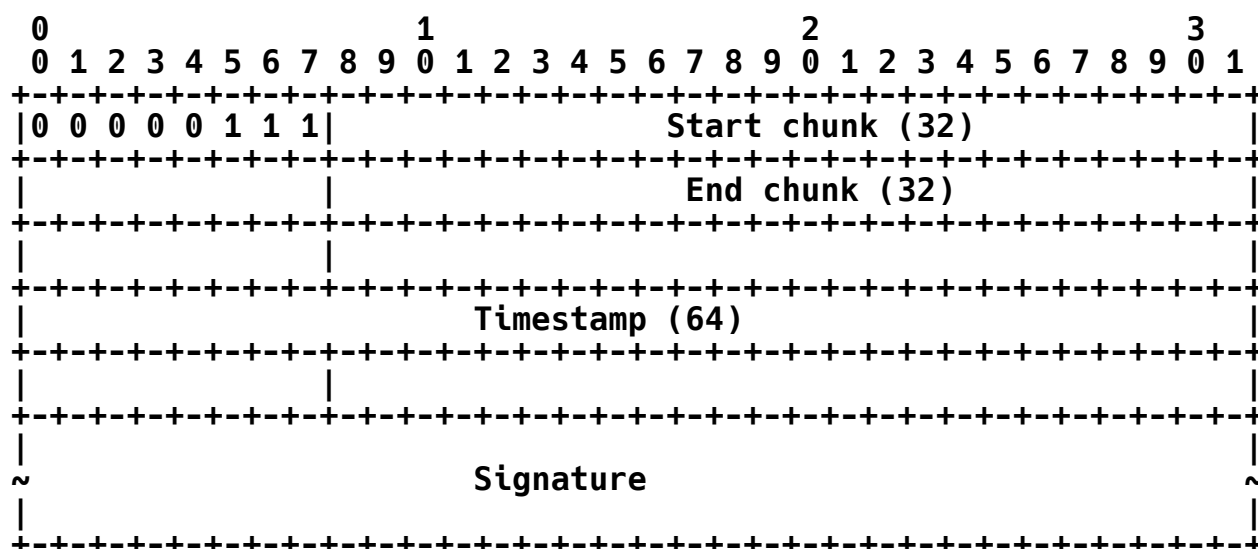 0                   1                   2                   3
 0 1 2 3 4 5 6 7 8 9 0 1 2 3 4 5 6 7 8 9 0 1 2 3 4 5 6 7 8 9 0 1
+-+-+-+-+-+-+-+-+-+-+-+-+-+-+-+-+-+-+-+-+-+-+-+-+-+-+-+-+-+-+-+-+
|0 0 0 0 0 1 1 1|                 Start chunk (32)              |
+-+-+-+-+-+-+-+-+-+-+-+-+-+-+-+-+-+-+-+-+-+-+-+-+-+-+-+-+-+-+-+-+
|               |                  End chunk (32)               |
+-+-+-+-+-+-+-+-+-+-+-+-+-+-+-+-+-+-+-+-+-+-+-+-+-+-+-+-+-+-+-+-+
|               |                                               |
+-+-+-+-+-+-+-+-+-+-+-+-+-+-+-+-+-+-+-+-+-+-+-+-+-+-+-+-+-+-+-+-+
|                       Timestamp (64)                          |
+-+-+-+-+-+-+-+-+-+-+-+-+-+-+-+-+-+-+-+-+-+-+-+-+-+-+-+-+-+-+-+-+
|               |                                               |
+-+-+-+-+-+-+-+-+-+-+-+-+-+-+-+-+-+-+-+-+-+-+-+-+-+-+-+-+-+-+-+-+
|                                                               |
~                       Signature                               ~
|                                                               |
+-+-+-+-+-+-+-+-+-+-+-+-+-+-+-+-+-+-+-+-+-+-+-+-+-+-+-+-+-+-+-+-+